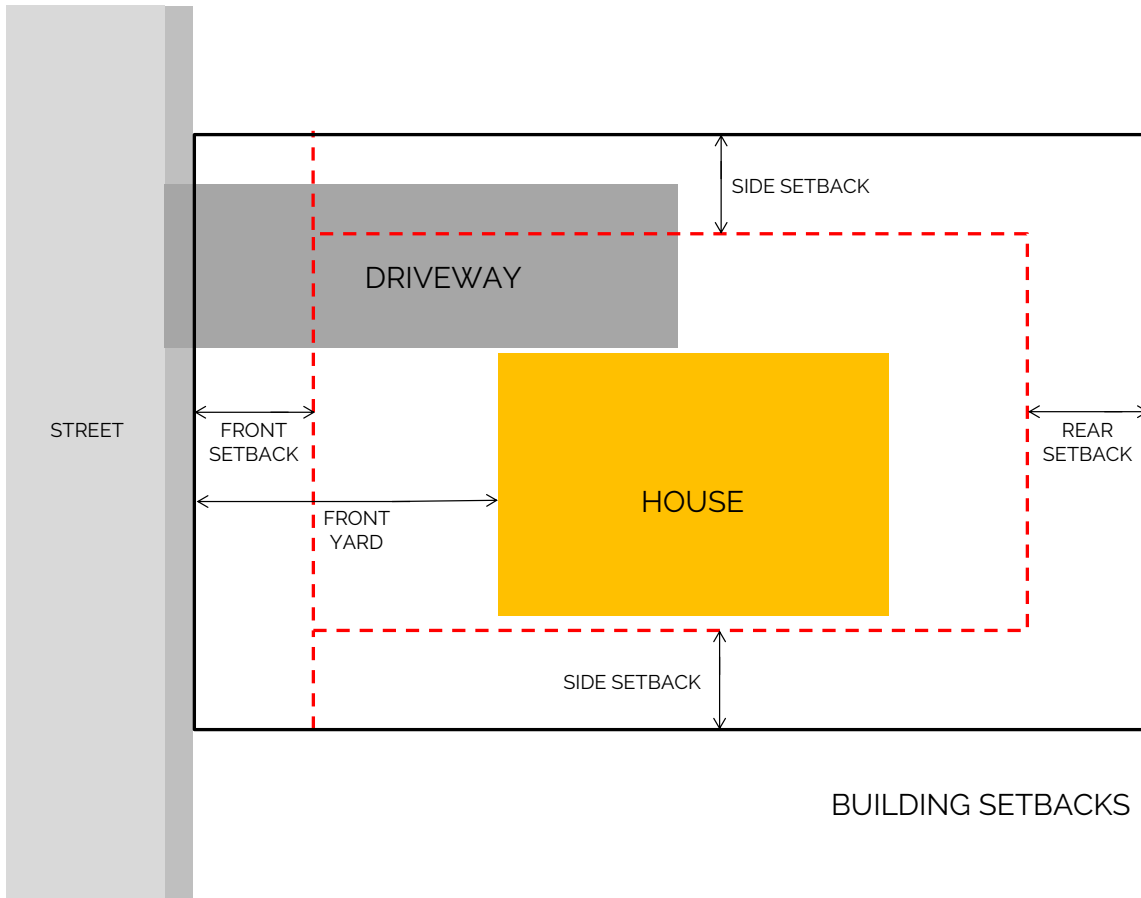 SIDE SETBACK
DRIVEWAY
STREET
FRONT
SETBACK
REAR
SETBACK
HOUSE
FRONT
YARD
SIDE SETBACK
BUILDING SETBACKS